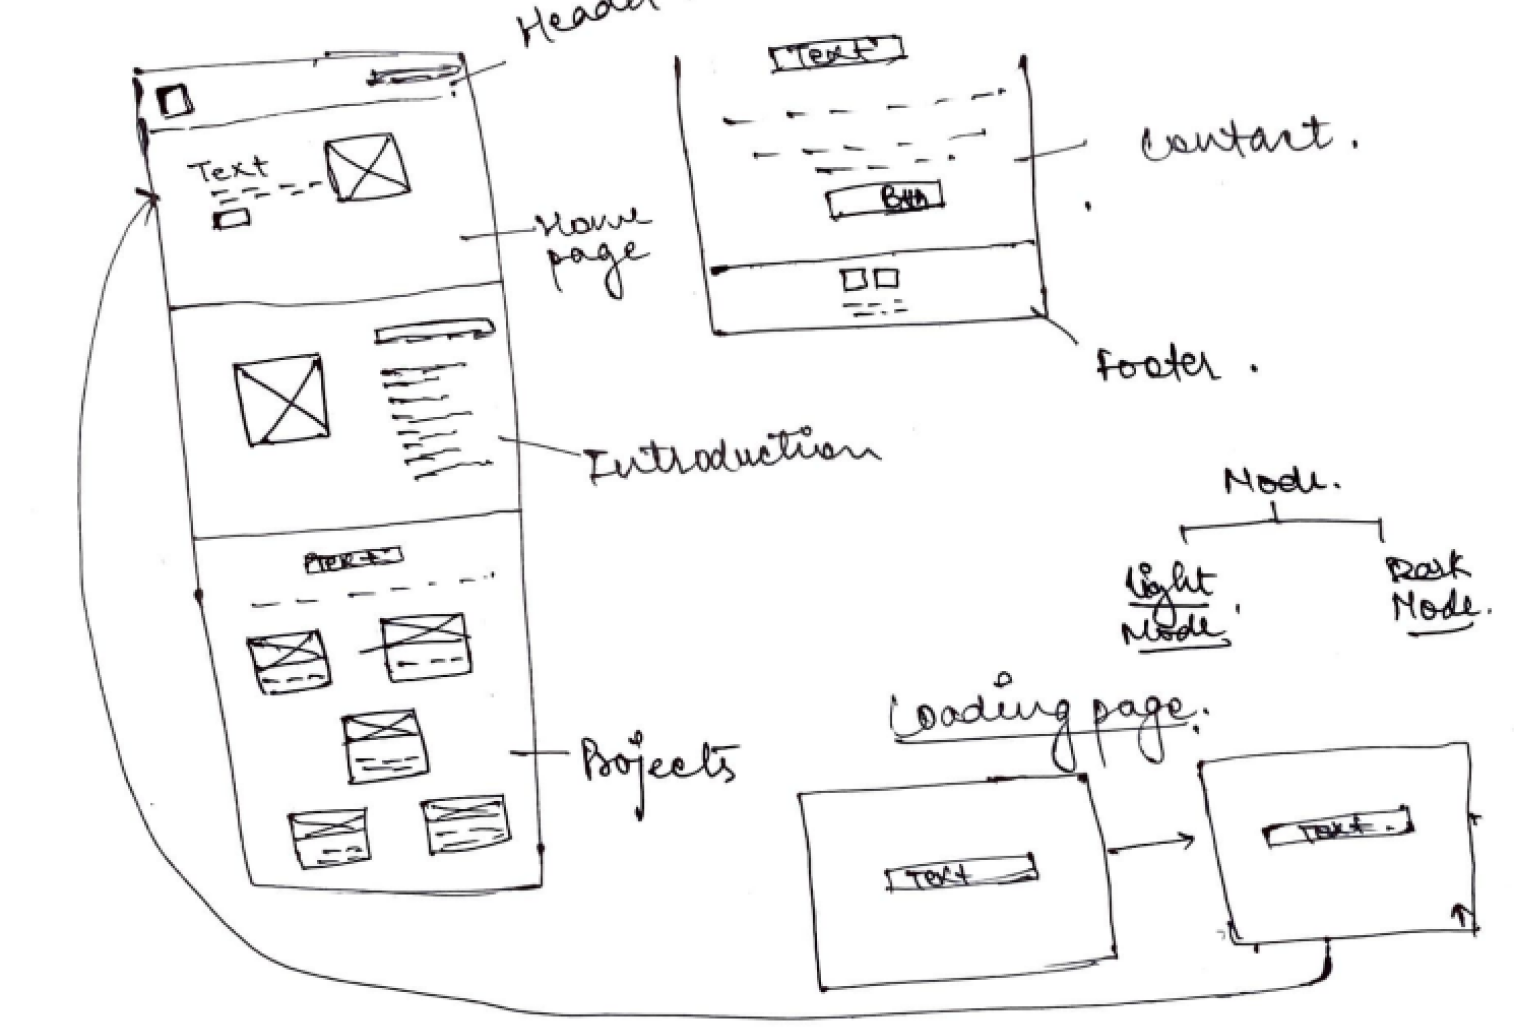 Header
Text
Home
page
Introduction
Text
Projects
Text
Btn
Contact.
Footer.
Mode.
Light
Mode.
Dark
Mode.
Loading page.
Text
Text.